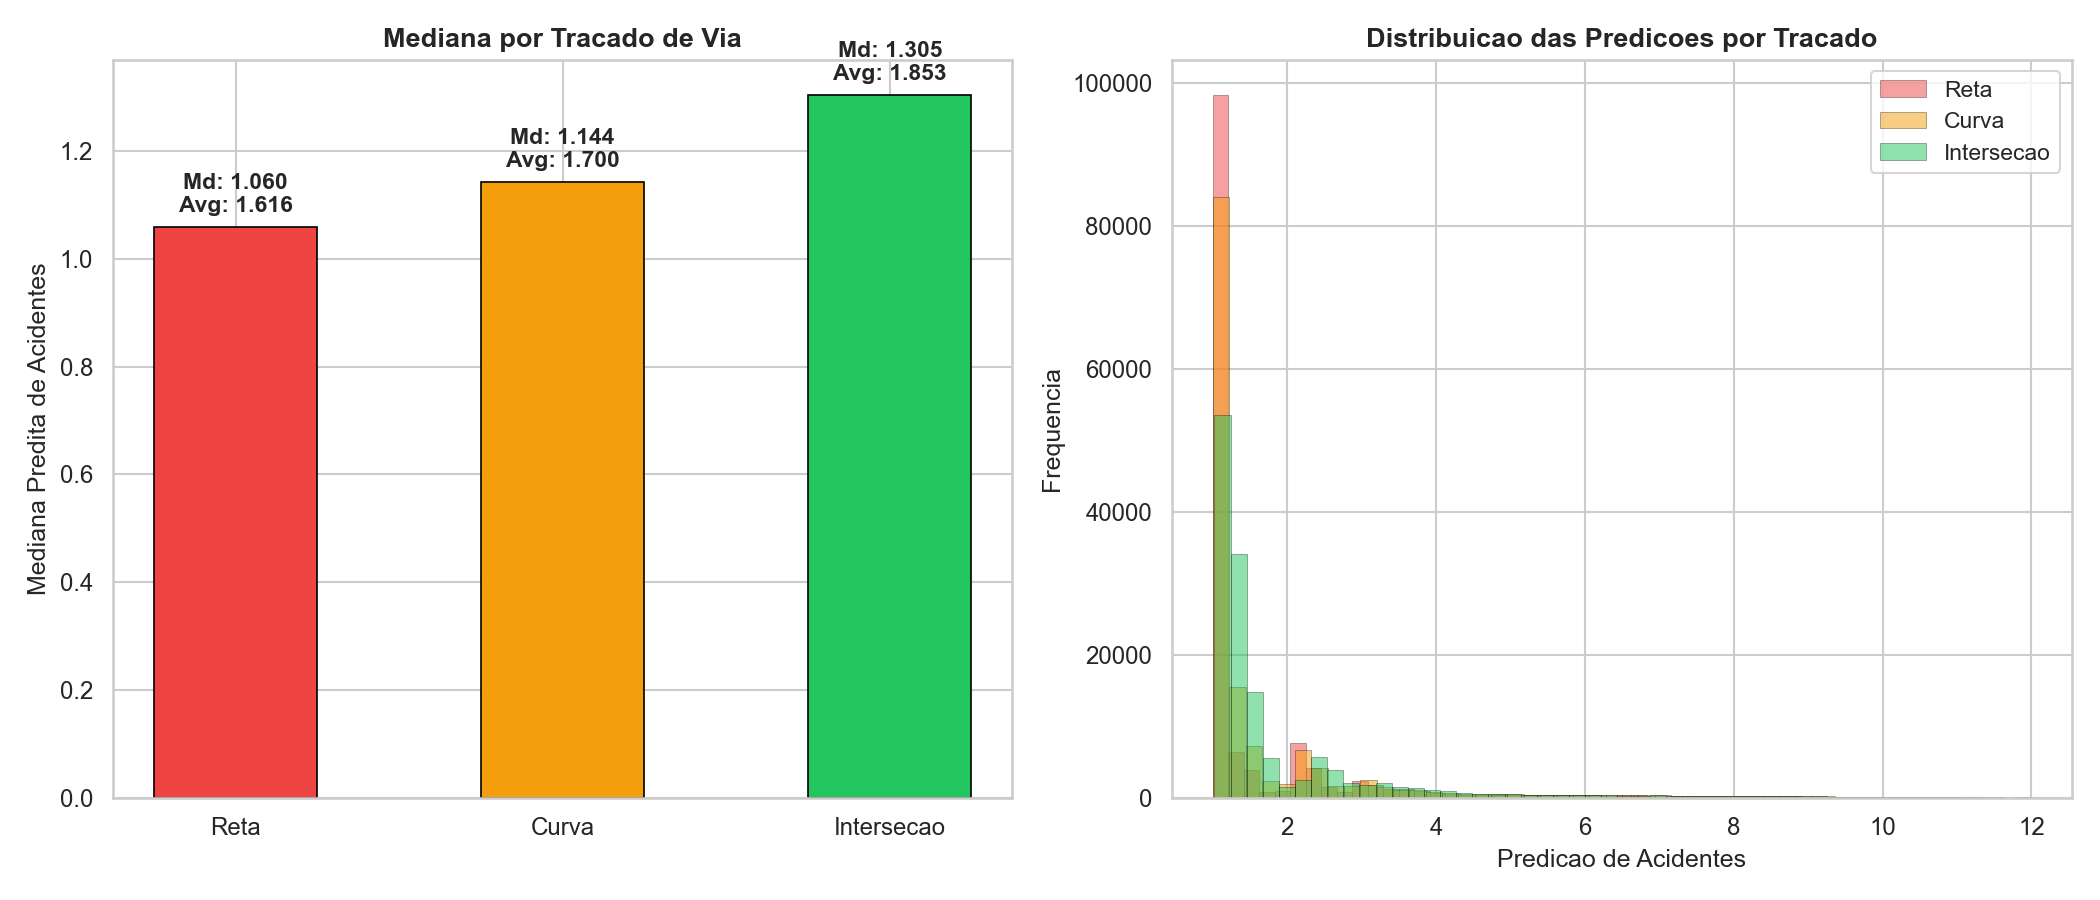 Mediana por Tracado de Via
Mediana Predita de Acidentes
1.2
1.0
0.8
0.6
0.4
0.2
0.0
Md: 1.060
Avg: 1.616
Md: 1.144
Avg: 1.700
Md: 1.305
Avg: 1.853
Reta
Curva
Intersecao
Distribuicao das Predicoes por Tracado
Frequencia
100000
80000
60000
40000
20000
0
Reta
Curva
Intersecao
2
4
6
8
10
12
Predicao de Acidentes